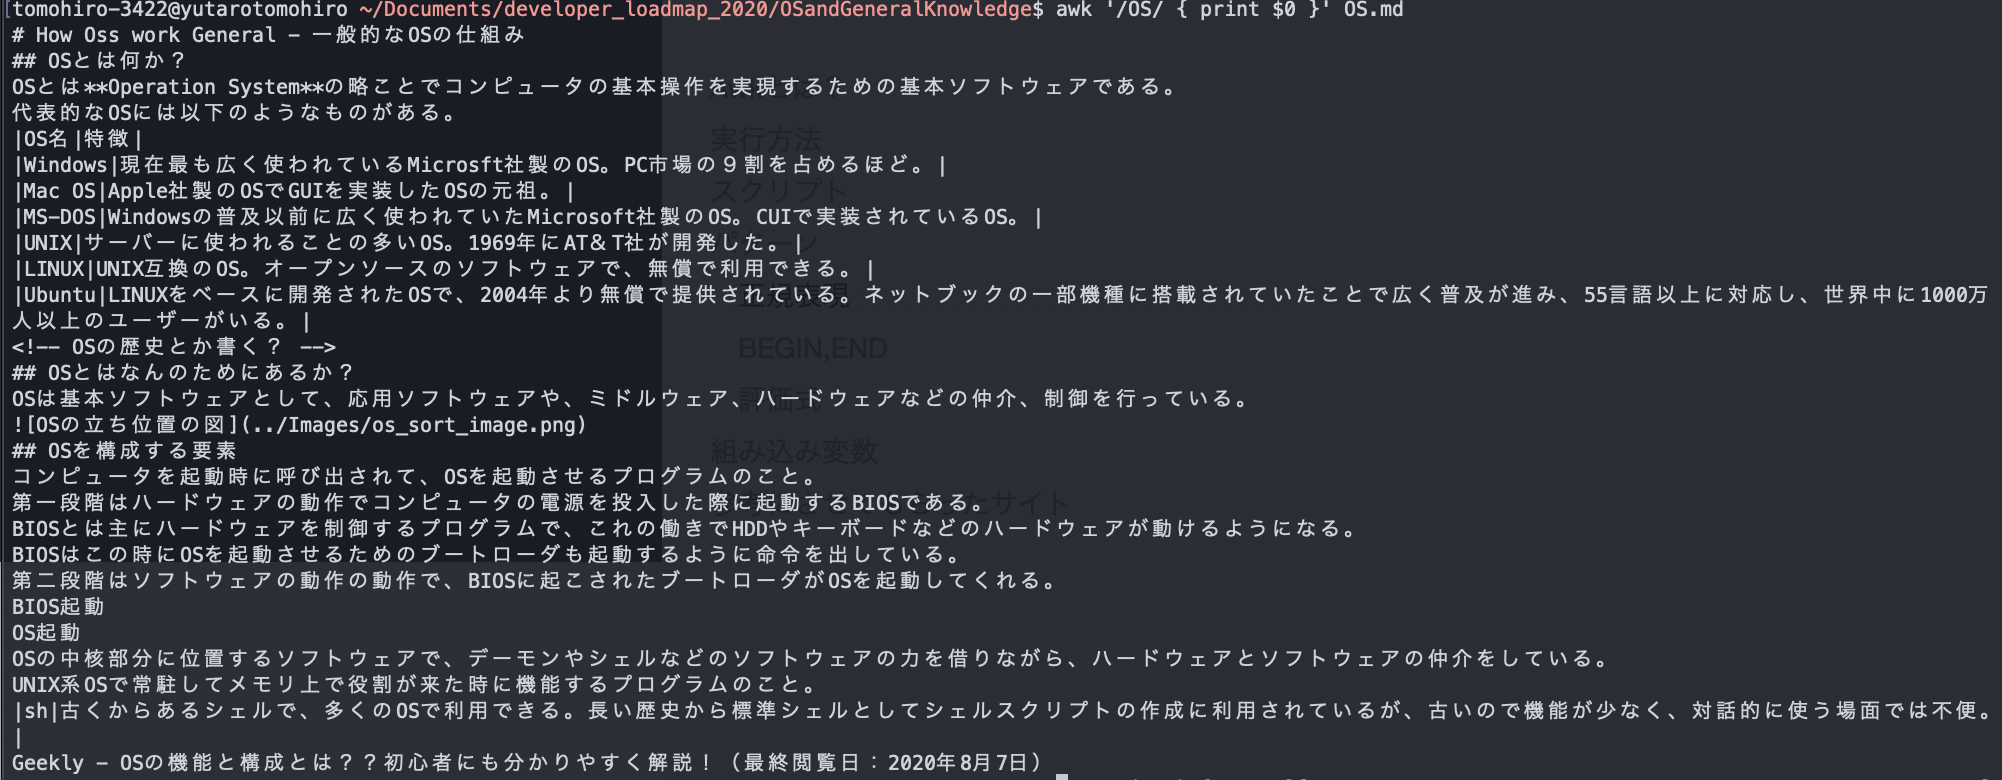 [tomohiro-3422@yutarotomohiro ~/Documents/developer_loadmap_2020/OSandGeneralKnowledge$ awk '/OS/ { print $0 }' OS.md
# How Oss work General - 一般的なOSの仕組み
## OSとは何か？
OSとは**Operation System**の略ことでコンピュータの基本操作を実現するための基本ソフトウェアである。
代表的なOSには以下のようなものがある。
|OS名|特徴|
|Windows|現在最も広く使われているMicrosft社製のOS。PC市場の９割を占めるほど。|
|Mac OS|Apple社製のOSでGUIを実装したOSの元祖。|
|MS-DOS|Windowsの普及以前に広く使われていたMicrosoft社製のOS。CUIで実装されているOS。|
|UNIX|サーバーに使われることの多いOS。1969年にAT＆T社が開発した。|
|LINUX|UNIX互換のOS。オープンソースのソフトウェアで、無償で利用できる。|
|Ubuntu|LINUXをベースに開発されたOSで、2004年より無償で提供されている。ネットブックの一部機種に搭載されていたことで広く普及が進み、55言語以上に対応し、世界中に1000万
人以上のユーザーがいる。|
<!-- OSの歴史とか書く？ -->
## OSとはなんのためにあるか？
OSは基本ソフトウェアとして、応用ソフトウェアや、ミドルウェア、ハードウェアなどの仲介、制御を行っている。
![OSの立ち位置の図](../Images/os_sort_image.png)
## OSを構成する要素
コンピュータを起動時に呼び出されて、OSを起動させるプログラムのこと。
第一段階はハードウェアの動作でコンピュータの電源を投入した際に起動するBIOSである。
BIOSとは主にハードウェアを制御するプログラムで、これの働きでHDDやキーボードなどのハードウェアが動けるようになる。
BIOSはこの時にOSを起動させるためのブートローダも起動するように命令を出している。
第二段階はソフトウェアの動作の動作で、BIOSに起こされたブートローダがOSを起動してくれる。
BIOS起動
OS起動
OSの中核部分に位置するソフトウェアで、デーモンやシェルなどのソフトウェアの力を借りながら、ハードウェアとソフトウェアの仲介をしている。
UNIX系OSで常駐してメモリ上で役割が来た時に機能するプログラムのこと。
|sh|古くからあるシェルで、多くのOSで利用できる。長い歴史から標準シェルとしてシェルスクリプトの作成に利用されているが、古いので機能が少なく、対話的に使う場面では不便。
|
Geekly - OSの機能と構成とは？？初心者にも分かりやすく解説！（最終閲覧日：2020年8月7日）
実行方法
スクリプト
正規表現
BEGIN,END
評価式
組み込み変数